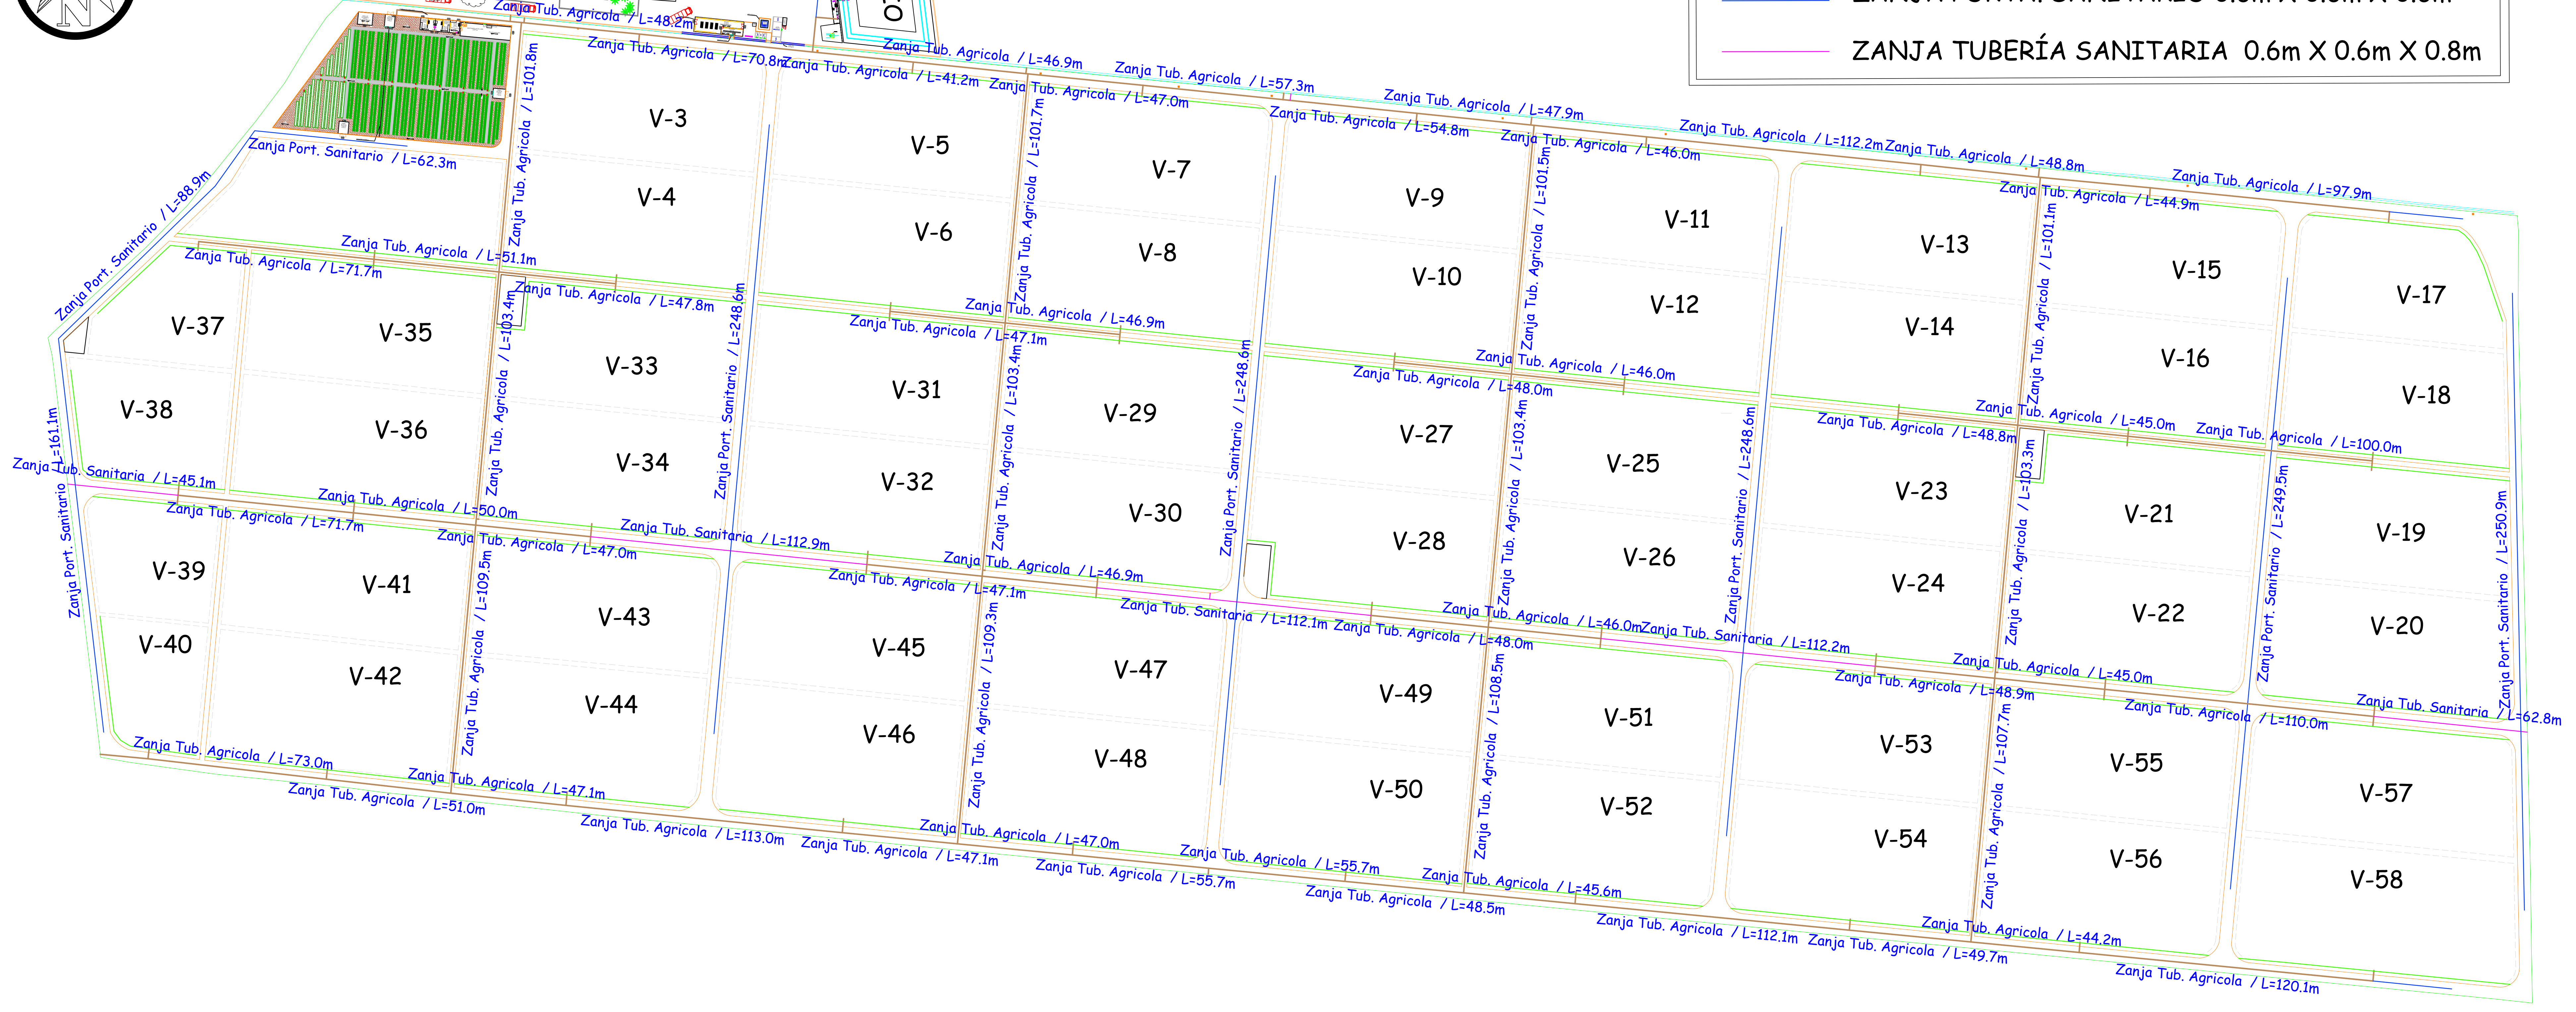 N
ZANJA TUBERÍA SANITARIA 0.6m X 0.6m X 0.8m
Zanja Tub. Agricola / L=48.2m
Zanja Tub. Agricola / L=70.8m
Zanja Tub. Agricola / L=41.2m
Zanja Tub. Agricola / L=46.9m
Zanja Tub. Agricola / L=47.0m
Zanja Tub. Agricola / L=57.3m
Zanja Tub. Agricola / L=54.8m
Zanja Tub. Agricola / L=47.9m
Zanja Tub. Agricola / L=46.0m
Zanja Tub. Agricola / L=112.2m
Zanja Tub. Agricola / L=48.8m
Zanja Tub. Agricola / L=44.9m
Zanja Tub. Agricola / L=97.9m
Zanja Port. Sanitario / L=62.3m
Zanja Port. Sanitario / L=88.9m
Zanja Tub. Agricola / L=101.8m
Zanja Tub. Agricola / L=101.7m
Zanja Tub. Agricola / L=101.5m
Zanja Tub. Agricola / L=101.1m
V-3
V-4
V-5
V-6
V-7
V-8
V-9
V-10
V-11
V-12
V-13
V-14
V-15
V-16
V-17
V-18
Zanja Tub. Agricola / L=51.1m
Zanja Tub. Agricola / L=71.7m
Zanja Tub. Agricola / L=47.8m
Zanja Tub. Agricola / L=46.9m
Zanja Tub. Agricola / L=47.1m
Zanja Tub. Agricola / L=46.0m
Zanja Tub. Agricola / L=48.0m
Zanja Tub. Agricola / L=45.0m
Zanja Tub. Agricola / L=48.8m
Zanja Tub. Agricola / L=100.0m
V-37
V-38
V-35
V-36
V-33
V-34
V-31
V-32
V-29
V-30
V-27
V-28
V-25
V-26
V-23
V-24
V-21
V-22
V-19
V-20
Zanja Port. Sanitario / L=161.1m
Zanja Tub. Agricola / L=103.4m
Zanja Port. Sanitario / L=248.6m
Zanja Tub. Agricola / L=103.4m
Zanja Port. Sanitario / L=248.6m
Zanja Tub. Agricola / L=103.4m
Zanja Port. Sanitario / L=248.6m
Zanja Tub. Agricola / L=103.3m
Zanja Port. Sanitario / L=249.5m
Zanja Port. Sanitario / L=250.9m
Zanja Tub. Sanitaria / L=45.1m
Zanja Tub. Agricola / L=71.7m
Zanja Tub. Agricola / L=50.0m
Zanja Tub. Agricola / L=47.0m
Zanja Tub. Sanitaria / L=112.9m
Zanja Tub. Agricola / L=47.1m
Zanja Tub. Agricola / L=46.9m
Zanja Tub. Sanitaria / L=112.1m
Zanja Tub. Agricola / L=48.0m
Zanja Tub. Agricola / L=46.0m
Zanja Tub. Sanitaria / L=112.2m
Zanja Tub. Agricola / L=48.9m
Zanja Tub. Agricola / L=45.0m
Zanja Tub. Agricola / L=110.0m
Zanja Tub. Sanitaria / L=62.8m
V-39
V-40
V-41
V-42
V-43
V-44
V-45
V-46
V-47
V-48
V-49
V-50
V-51
V-52
V-53
V-54
V-55
V-56
V-57
V-58
Zanja Tub. Agricola / L=109.5m
Zanja Tub. Agricola / L=109.3m
Zanja Tub. Agricola / L=108.5m
Zanja Tub. Agricola / L=107.7m
Zanja Tub. Agricola / L=73.0m
Zanja Tub. Agricola / L=51.0m
Zanja Tub. Agricola / L=47.1m
Zanja Tub. Agricola / L=113.0m
Zanja Tub. Agricola / L=47.1m
Zanja Tub. Agricola / L=47.0m
Zanja Tub. Agricola / L=55.7m
Zanja Tub. Agricola / L=55.7m
Zanja Tub. Agricola / L=48.5m
Zanja Tub. Agricola / L=45.6m
Zanja Tub. Agricola / L=112.1m
Zanja Tub. Agricola / L=49.7m
Zanja Tub. Agricola / L=44.2m
Zanja Tub. Agricola / L=120.1m